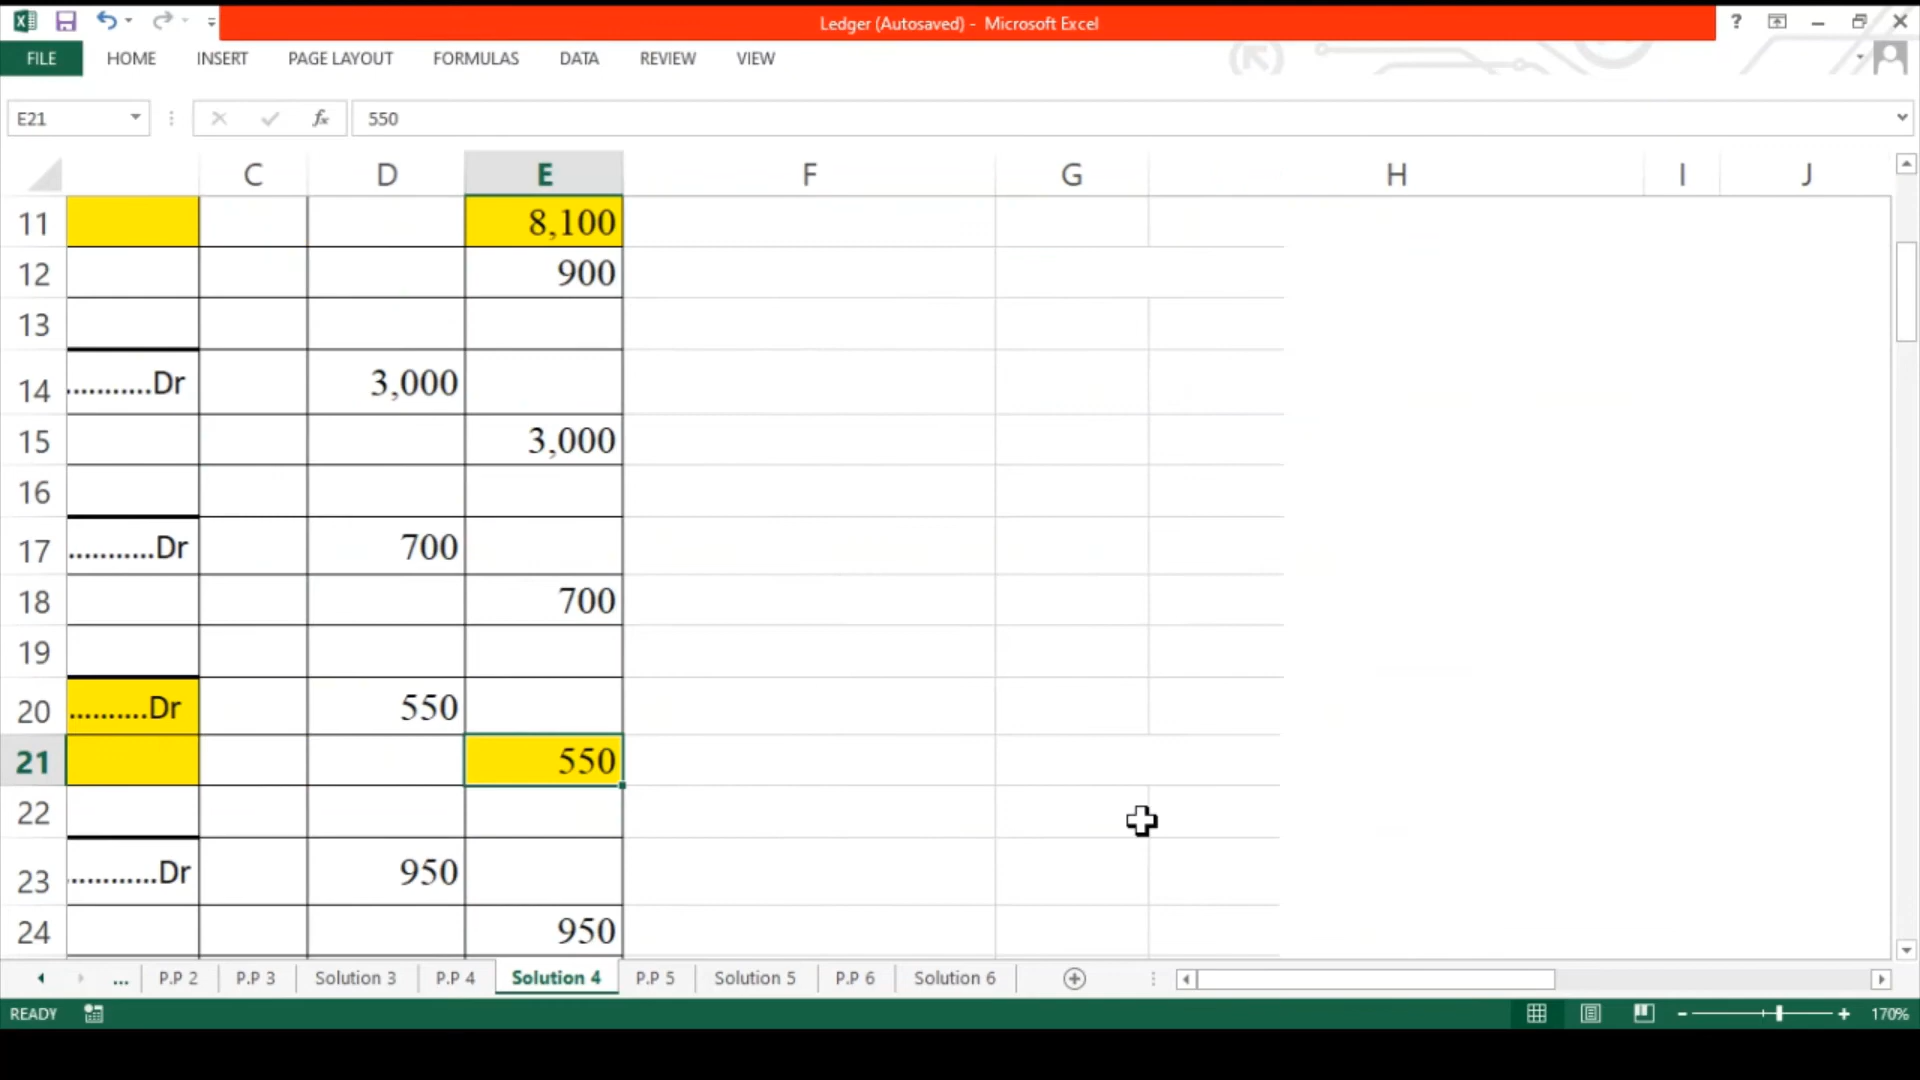 Ledger (Autosaved) - Microsoft Excel
?
FILE HOME INSERT PAGE LAYOUT FORMULAS DATA REVIEW VIEW
E21 fx 550
C D E F G H I J
11 8,100
12 900
13
14 ...........Dr 3,000
15 3,000
16
17 ...........Dr 700
18 700
19
20 ..........Dr 550
21 550
22
23 ............Dr 950
24 950
... P.P 2 P.P 3 Solution 3 P.P 4 Solution 4 P.P 5 Solution 5 P.P 6 Solution 6
READY 170%